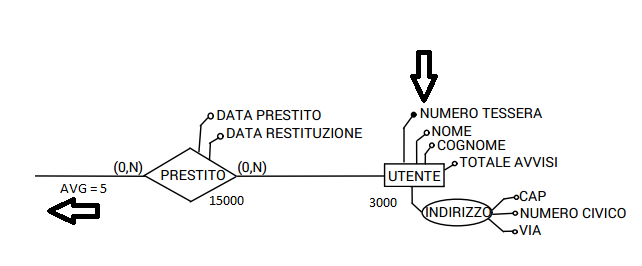 NUMERO TESSERA
DATA PRESTITO
DATA RESTITUZIONE
NOME
COGNOME
TOTALE AVVISI
(0,N)
PRESTITO
(0,N)
UTENTE
AVG = 5
15000
3000
INDIRIZZO
CAP
NUMERO CIVICO
VIA